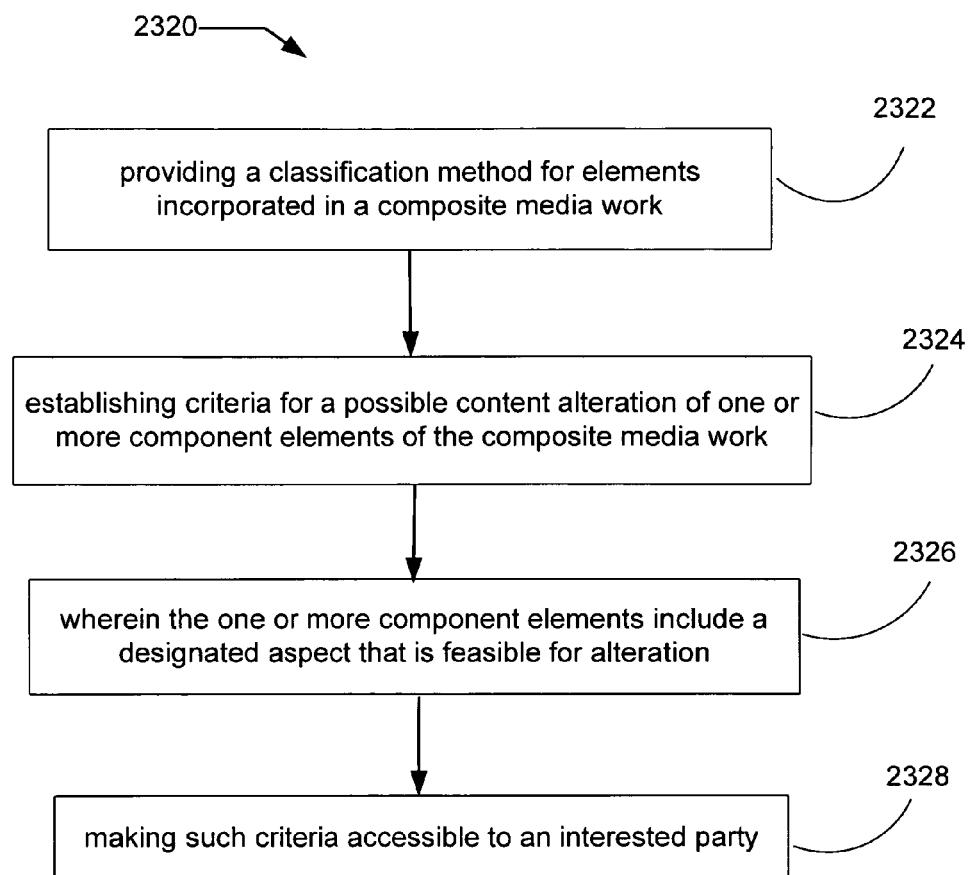 2320
2322
providing a classification method for elements
incorporated in a composite media work
2324
establishing criteria for a possible content alteration of one or
more component elements of the composite media work
2326
wherein the one or more component elements include a
designated aspect that is feasible for alteration
2328
making such criteria accessible to an interested party